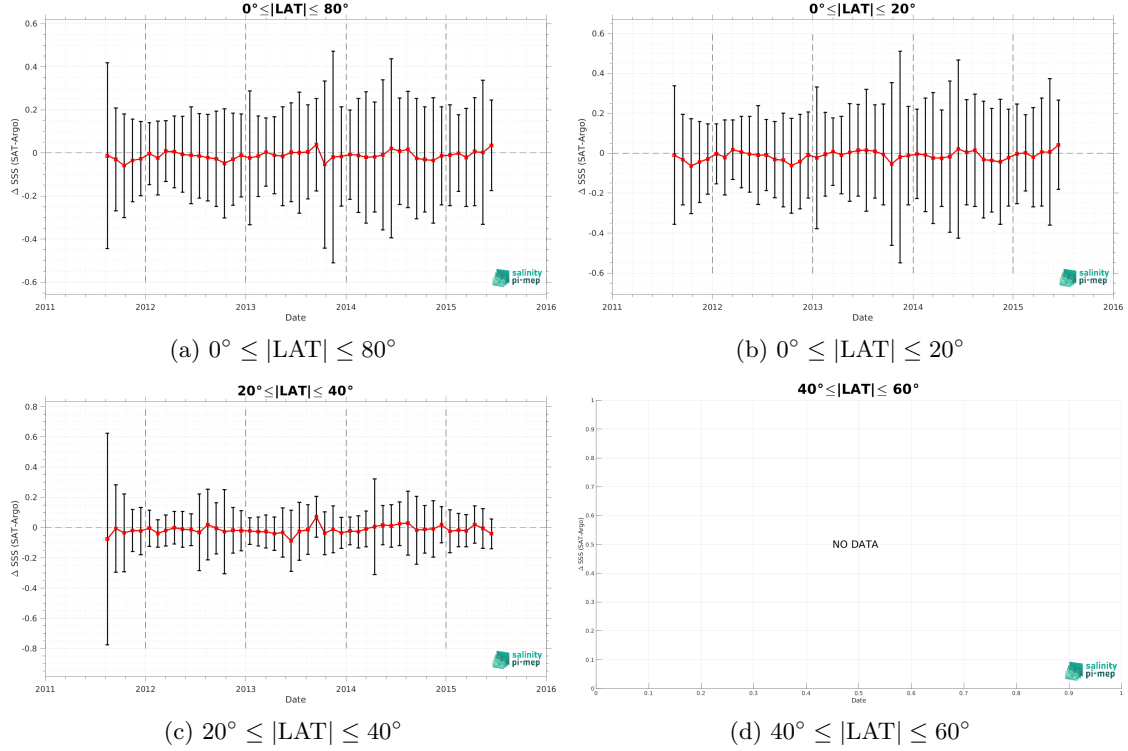 0°≤|LAT|≤ 80°
0.6
0.4
0.2
0
-0.2
-0.4
-0.6
Δ SSS (SAT-Argo)
2011 2012 2013 2014 2015 2016
Date
salinity
pi-mep
(a) 0° ≤ |LAT| ≤ 80°
0°≤|LAT|≤ 20°
0.6
0.4
0.2
0
-0.2
-0.4
-0.6
Δ SSS (SAT-Argo)
2011 2012 2013 2014 2015 2016
Date
salinity
pi-mep
(b) 0° ≤ |LAT| ≤ 20°
20°≤|LAT|≤ 40°
0.8
0.6
0.4
0.2
0
-0.2
-0.4
-0.6
-0.8
Δ SSS (SAT-Argo)
2011 2012 2013 2014 2015 2016
Date
salinity
pi-mep
(c) 20° ≤ |LAT| ≤ 40°
40°≤|LAT|≤ 60°
1
0.9
0.8
0.7
0.6
0.5
0.4
0.3
0.2
0.1
0
Δ SSS (SAT-Argo)
NO DATA
0 0.1 0.2 0.3 0.4 0.5 0.6 0.7 0.8 0.9 1
Date
salinity
pi-mep
(d) 40° ≤ |LAT| ≤ 60°